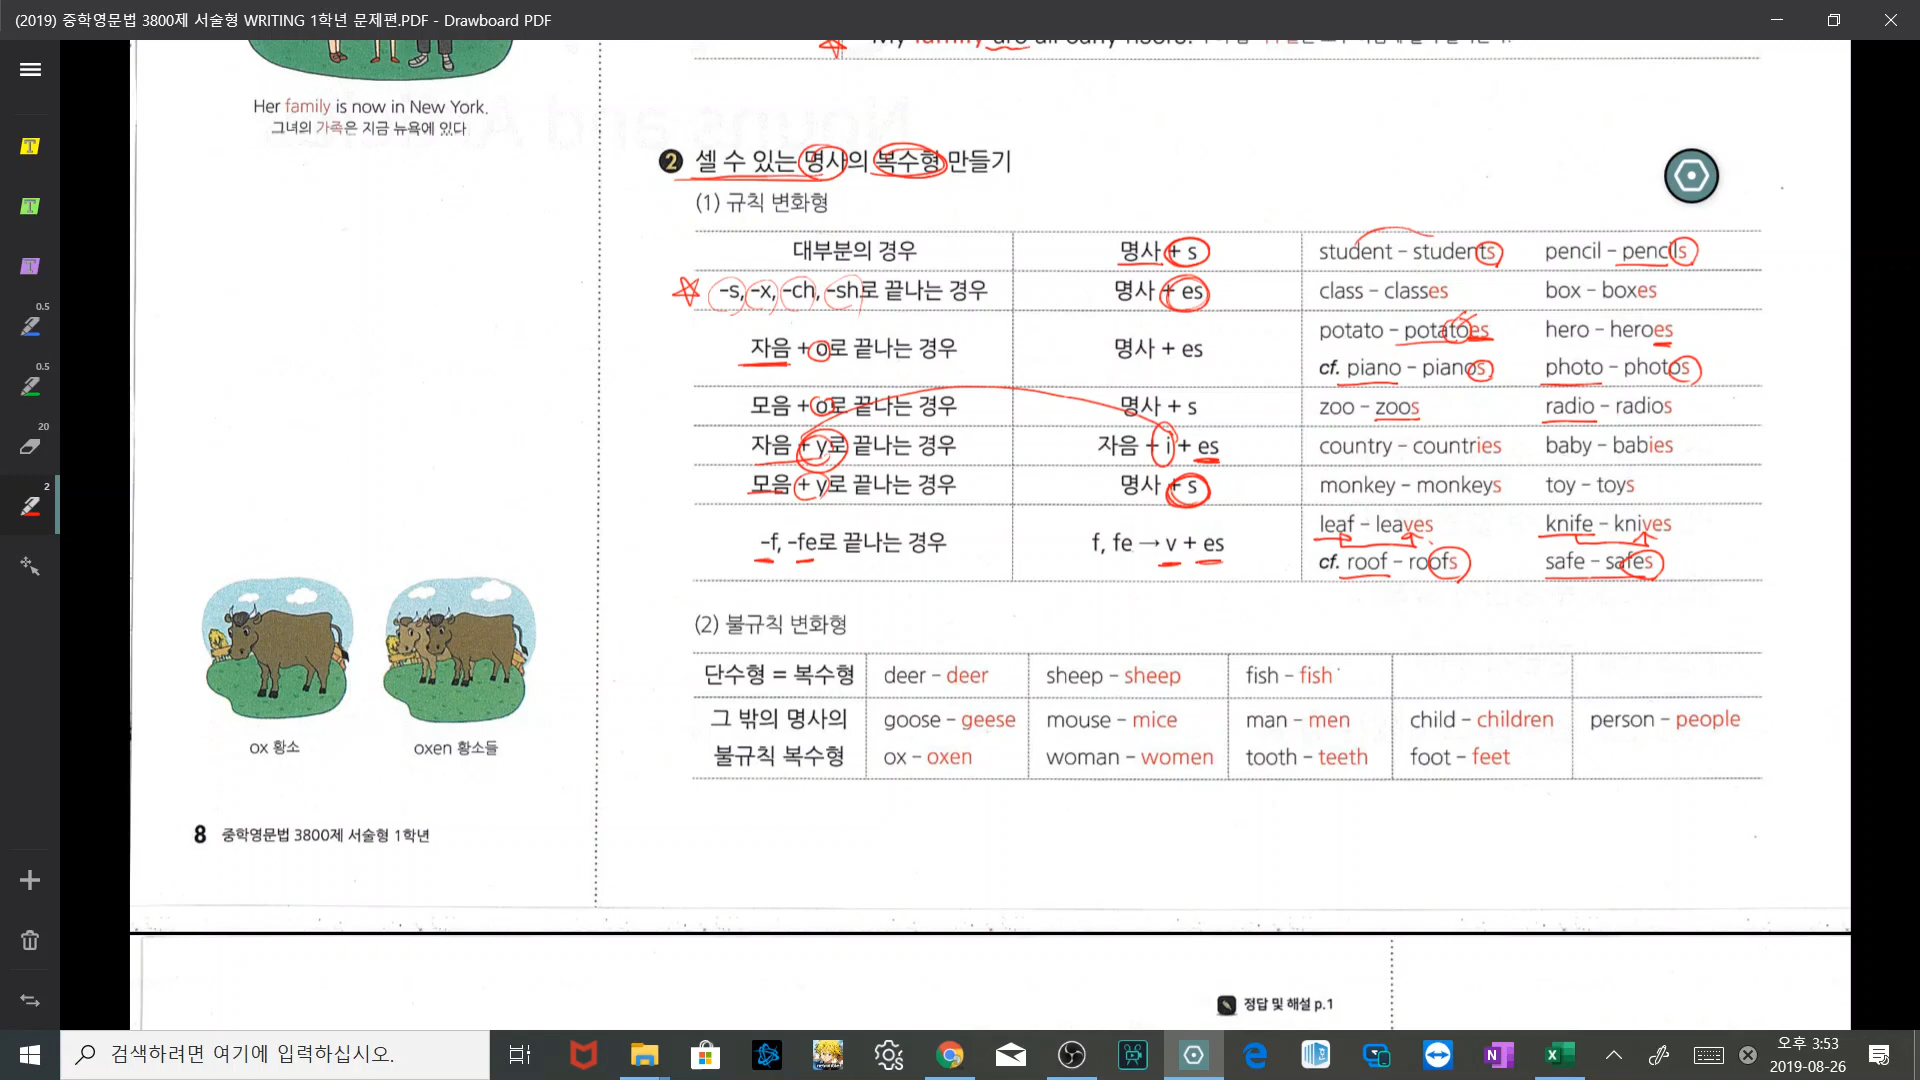 (2019) 중학영문법 3800제 서술형 WRITING 1학년 문제편.PDF - Drawboard PDF
Her family is now in New York.
그녀의 가족은 지금 뉴욕에 있다
2 셀 수 있는 명사의 복수형 만들기
(1) 규칙 변화형
대부분의 경우 명사 + s student – students pencil – pencils
–s, –x, –ch, –sh로 끝나는 경우 명사 + es class – classes box – boxes
자음 + o로 끝나는 경우 명사 + es potato – potatoes hero – heroes
cf. piano – pianos photo – photos
모음 + o로 끝나는 경우 명사 + s zoo – zoos radio – radios
자음 + y로 끝나는 경우 자음 + i + es country – countries baby – babies
모음 + y로 끝나는 경우 명사 + s monkey – monkeys toy – toys
–f, –fe로 끝나는 경우 f, fe → v + es leaf – leaves knife – knives
cf. roof – roofs safe – safes
(2) 불규칙 변화형
단수형 = 복수형 deer – deer sheep – sheep fish – fish
그 밖의 명사의 불규칙 복수형 goose – geese mouse – mice man – men child – children person – people
ox – oxen woman – women tooth – teeth foot – feet
ox 황소 oxen 황소들
8 중학영문법 3800제 서술형 1학년
정답 및 해설 p.1
0.5
0.5
20
2
검색하려면 여기에 입력하십시오.
오후 3:53
2019-08-26